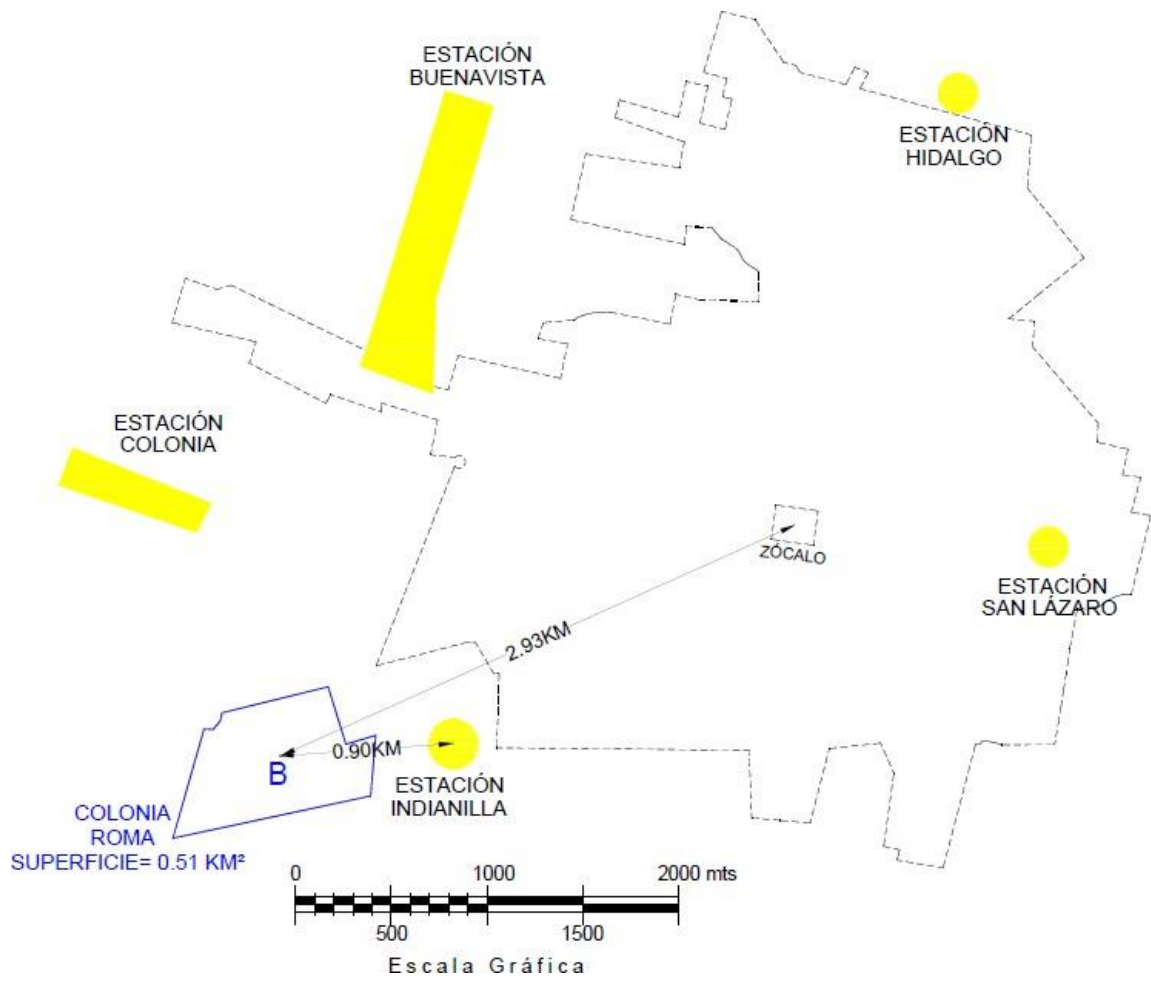 ESTACIÓN
BUENAVISTA
ESTACIÓN
HIDALGO
ESTACIÓN
COLONIA
ZÓCALO
ESTACIÓN
SAN LÁZARO
2.93KM
0.90KM
B
ESTACIÓN
INDIANILLA
COLONIA
ROMA
SUPERFICIE= 0.51 KM²
0 1000 2000 mts
500 1500
Escala Gráfica